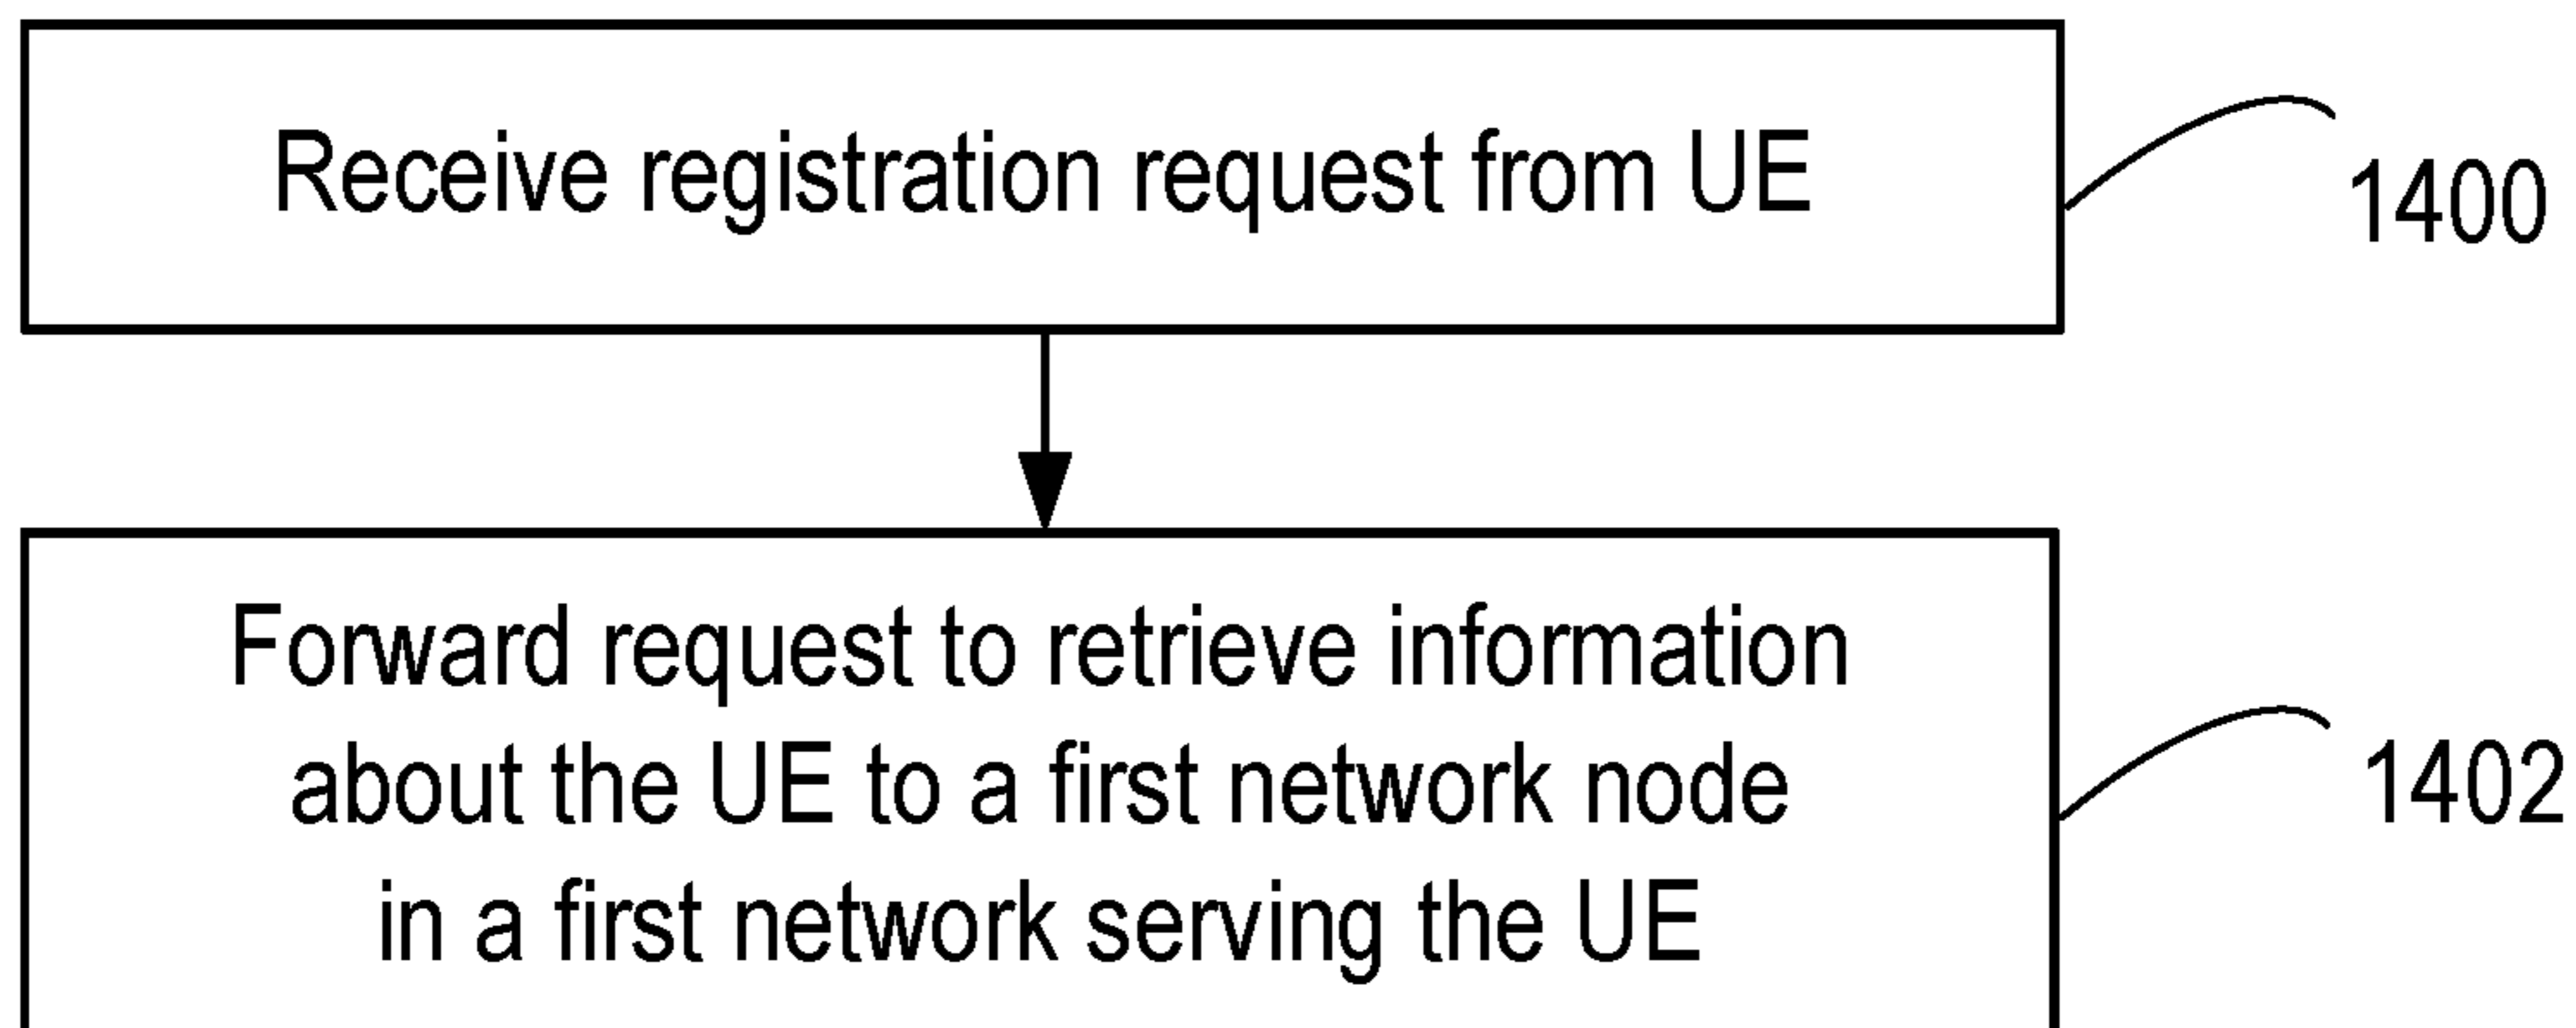 Receive registration request from UE
1400
Forward request to retrieve information
about the UE to a first network node
in a first network serving the UE
1402